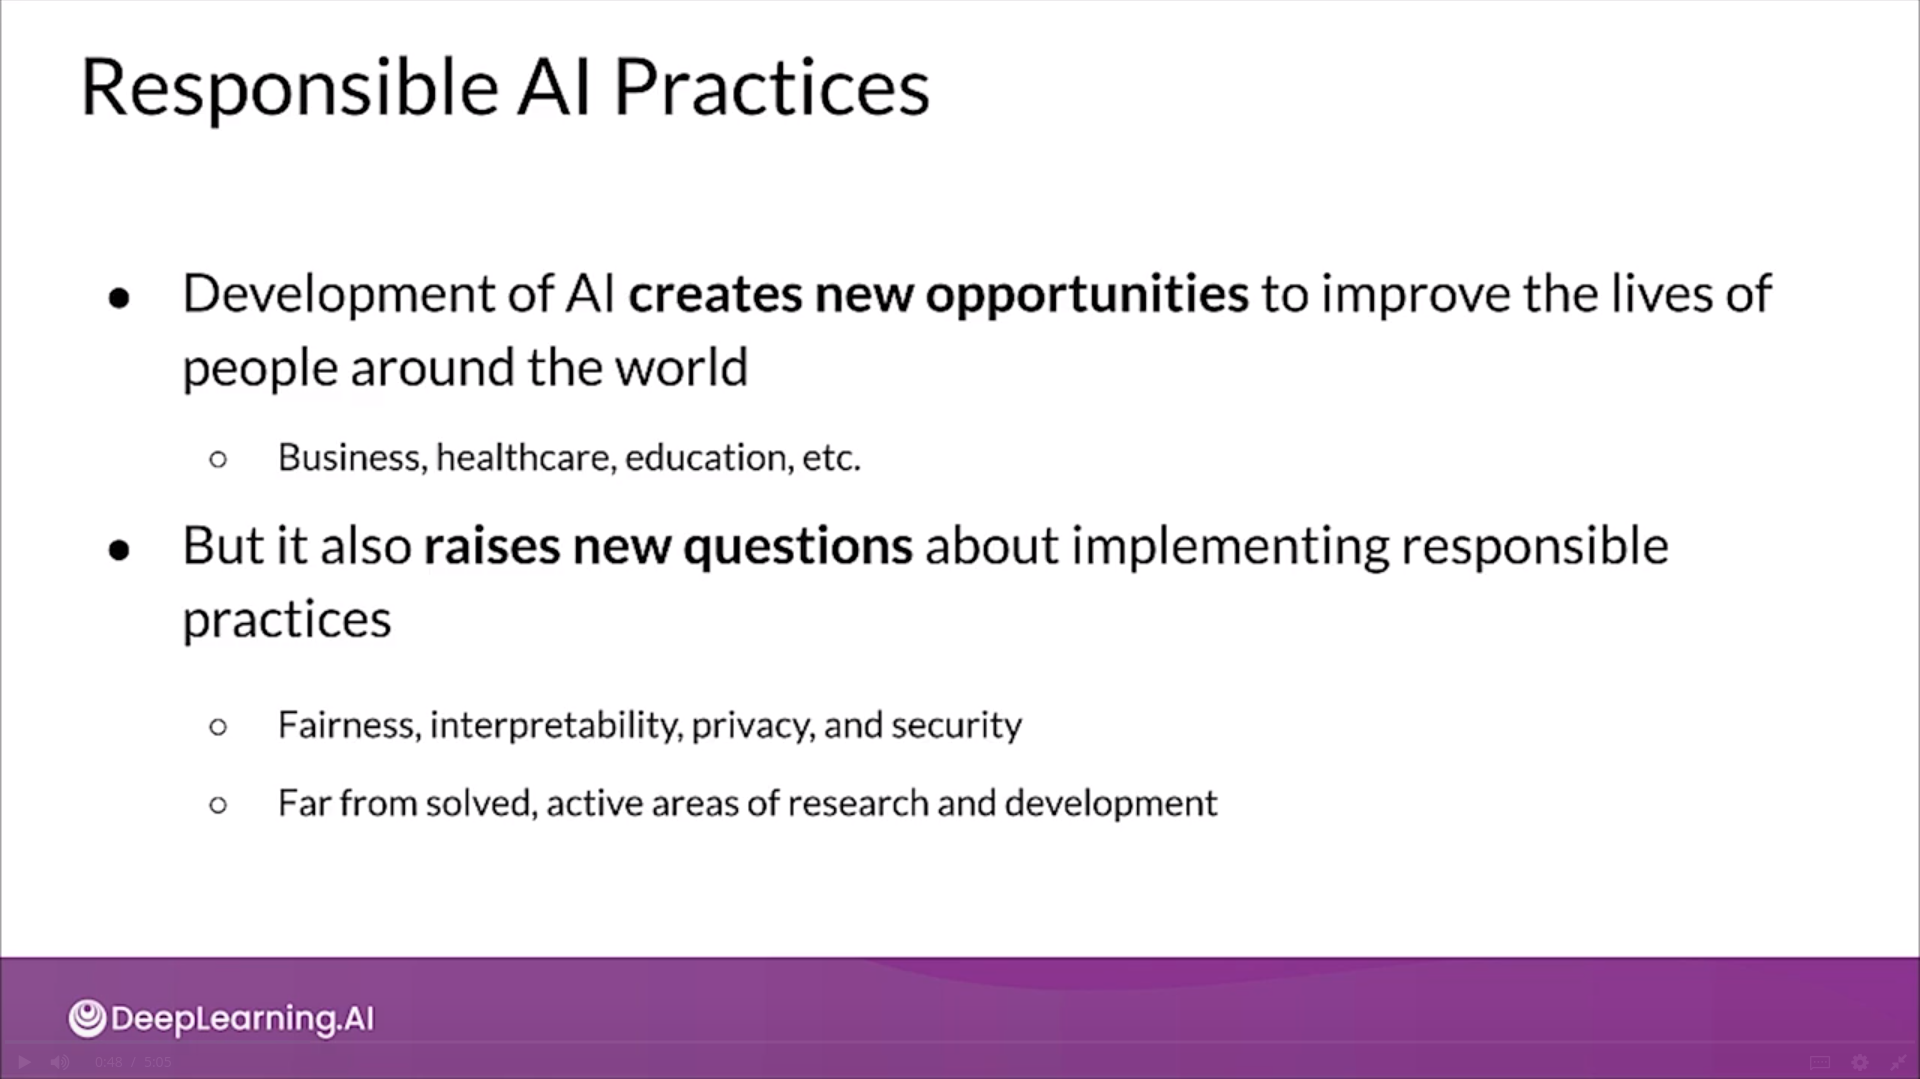 Responsible AI Practices
● Development of AI creates new opportunities to improve the lives of
people around the world
○ Business, healthcare, education, etc.
● But it also raises new questions about implementing responsible
practices
○ Fairness, interpretability, privacy, and security
○ Far from solved, active areas of research and development
DeepLearning.AI
0:48 / 5:05